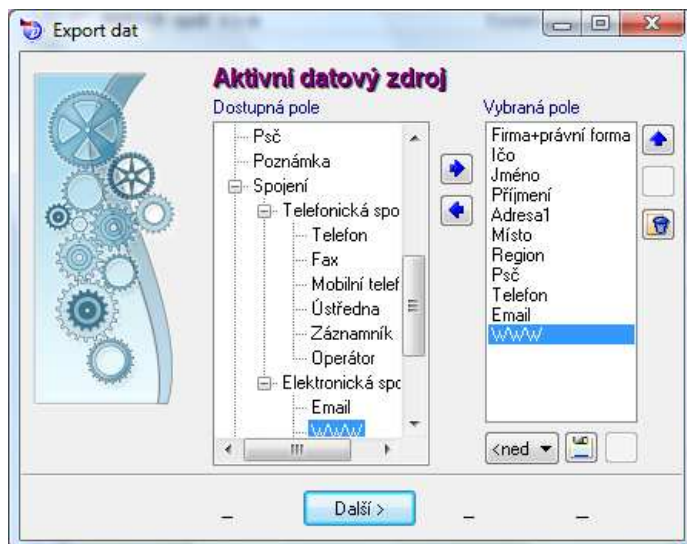 Export dat
Aktivní datový zdroj
Dostupná pole
Psč
Poznámka
Spojení
Telefonická spo
Telefon
Fax
Mobilní telef
Ústředna
Záznamník
Operátor
Elektronická spc
Email
WWW
Vybraná pole
Firma+právní forma
Ičo
Jméno
Příjmení
Adresa1
Místo
Region
Psč
Telefon
Email
WWW
<ned
Další >